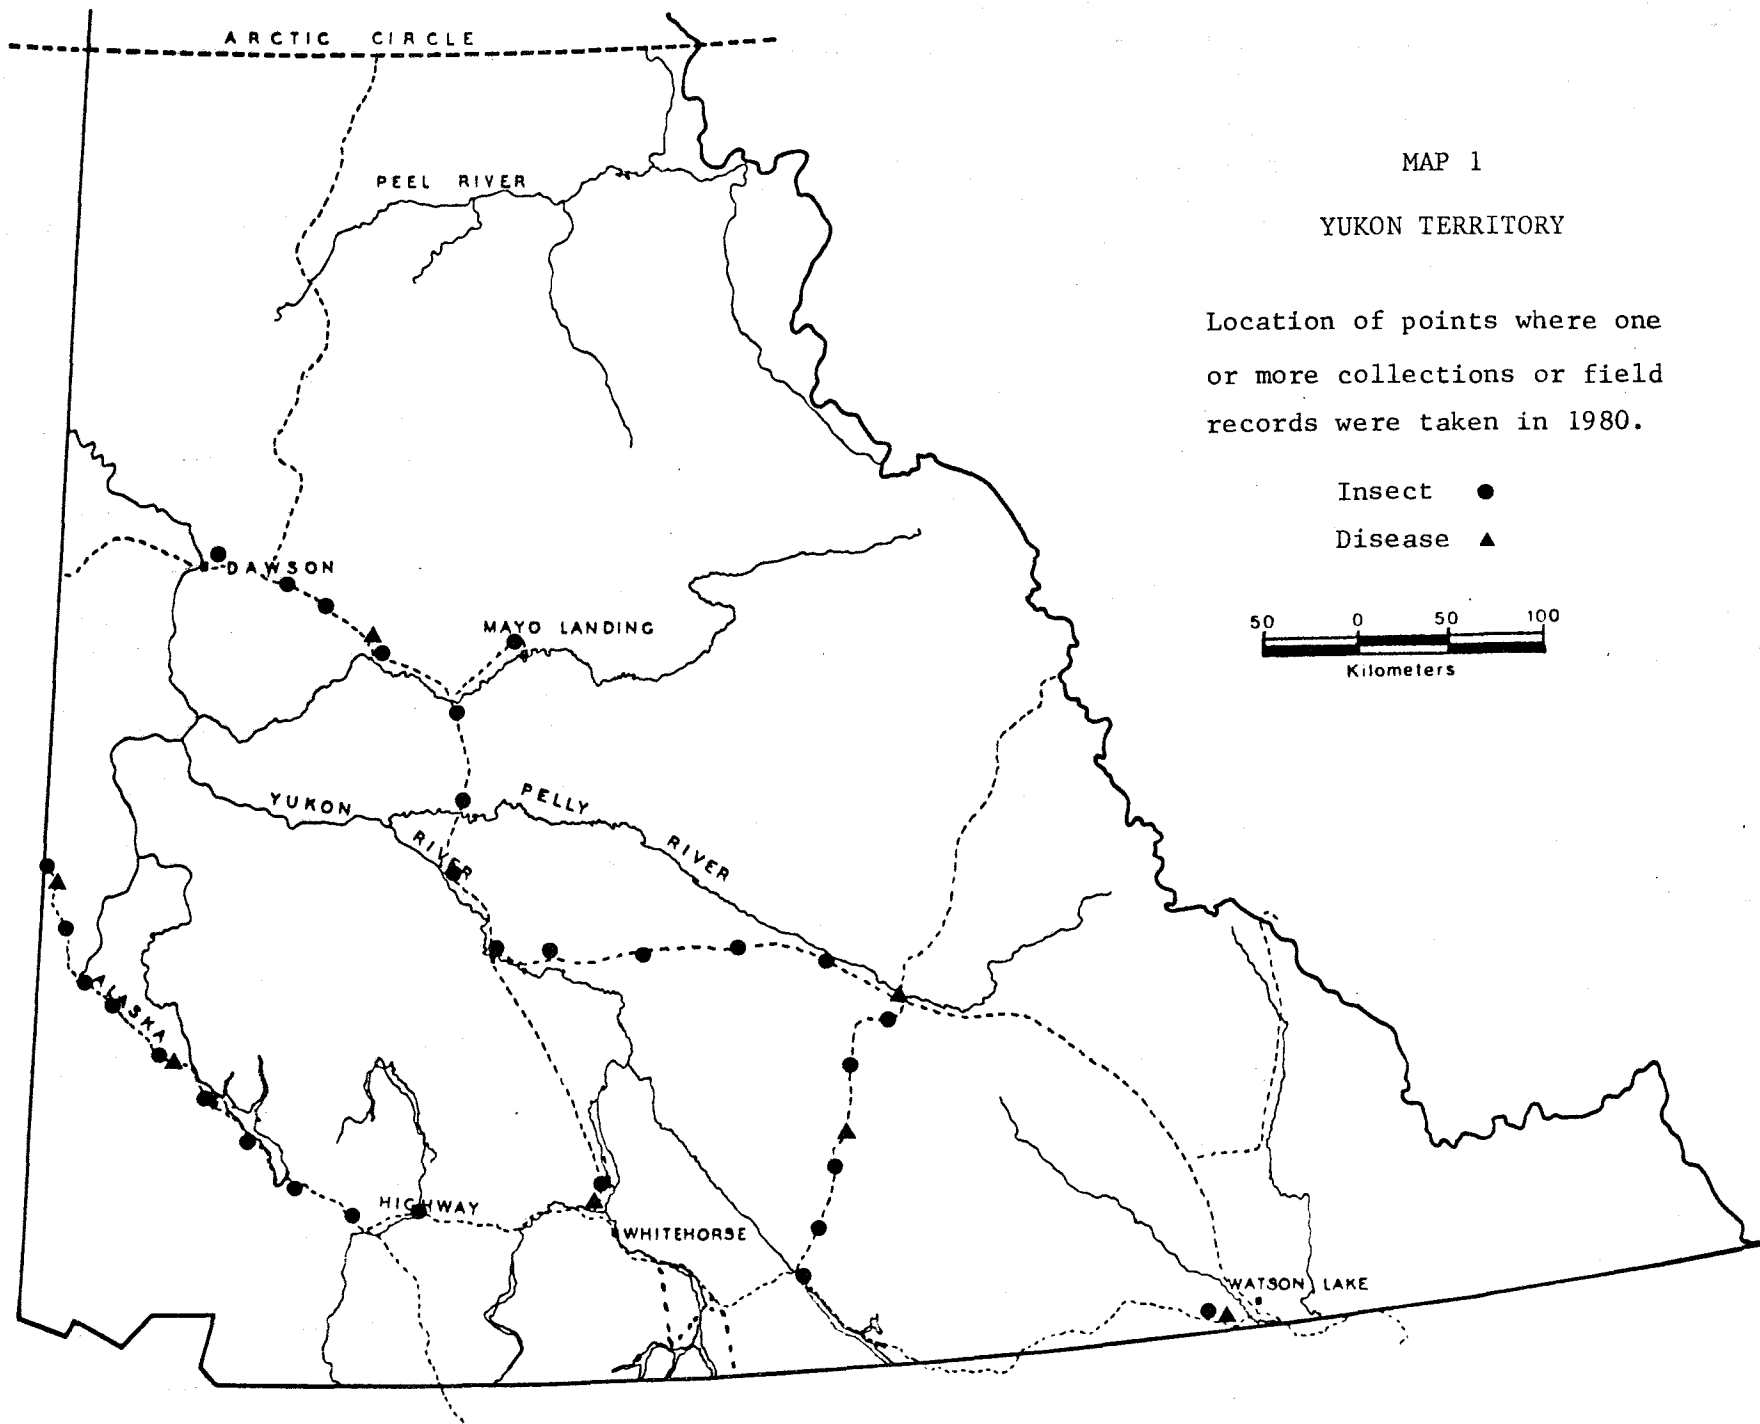 ARCTIC CIRCLE
PEEL RIVER
MAP 1
YUKON TERRITORY
Location of points where one
or more collections or field
records were taken in 1980.
Insect
Disease
DAWSON
MAYO LANDING
50 0 50 100
Kilometers
YUKON RIVER
PELLY RIVER
ALASKA HIGHWAY
WHITEHORSE
WATSON LAKE